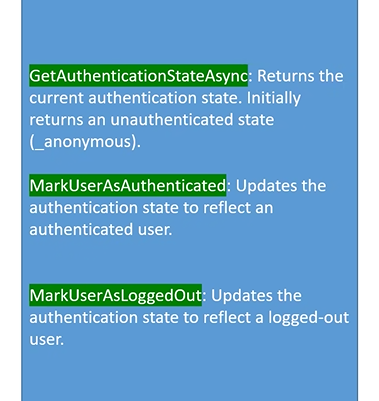 GetAuthenticationStateAsync: Returns the
current authentication state. Initially
returns an unauthenticated state
(_anonymous).
MarkUserAsAuthenticated: Updates the
authentication state to reflect an
authenticated user.
MarkUserAsLoggedOut: Updates the
authentication state to reflect a logged-out
user.